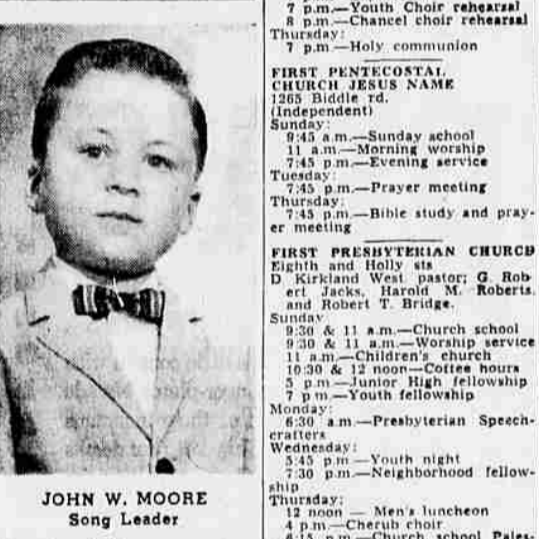 JOHN W. MOORE
Song Leader
7 p.m.—Youth Choir rehearsal
8 p.m.—Chancel choir rehearsal
Thursday:
7 p.m.—Holy communion
FIRST PENTECOSTAL
CHURCH JESUS NAME
1265 Biddle rd.
(Independent)
Sunday:
9:45 a.m.—Sunday school
11 a.m.—Morning worship
7:45 p.m.—Evening service
Tuesday:
7:45 p.m.—Prayer meeting
Thursday:
7:45 p.m.—Bible study and pray-
er meeting
FIRST PRESBYTERIAN CHURCH
Eighth and Holly sts
D. Kirkland West pastor; G. Rob-
ert Jacks, Harold M. Roberts,
and Robert T. Bridge.
Sunday
9:30 & 11 a.m.—Church school
9:30 & 11 a.m.—Worship service
11 a.m.—Children's church
10:30 & 12 noon—Coffee hours
5 p.m.—Junior High fellowship
7 p.m.—Youth fellowship
Monday:
6:30 a.m.—Presbyterian Speech-
crafters
Wednesday:
5:45 p.m.—Youth night
7:30 p.m.—Neighborhood fellow-
ship
Thursday:
12 noon — Men's luncheon
4 p.m.—Cherub choir
6:15 p.m.—Church school Pales-